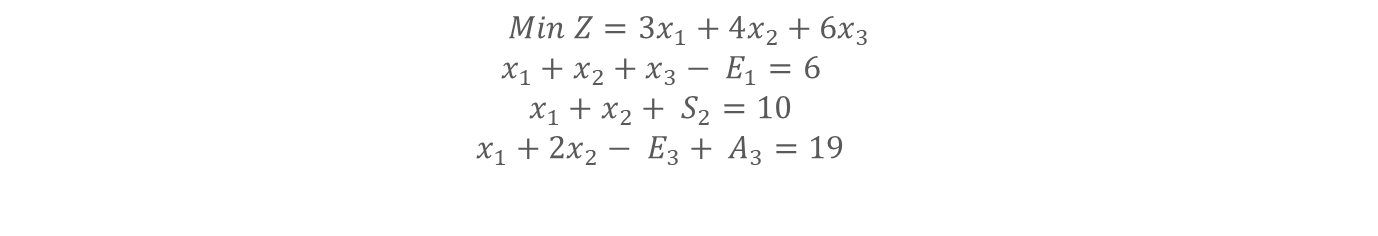 Min Z = 3x₁ + 4x₂ + 6x₃
x₁ + x₂ + x₃ − E₁ = 6
x₁ + x₂ + S₂ = 10
x₁ + 2x₂ − E₃ + A₃ = 19